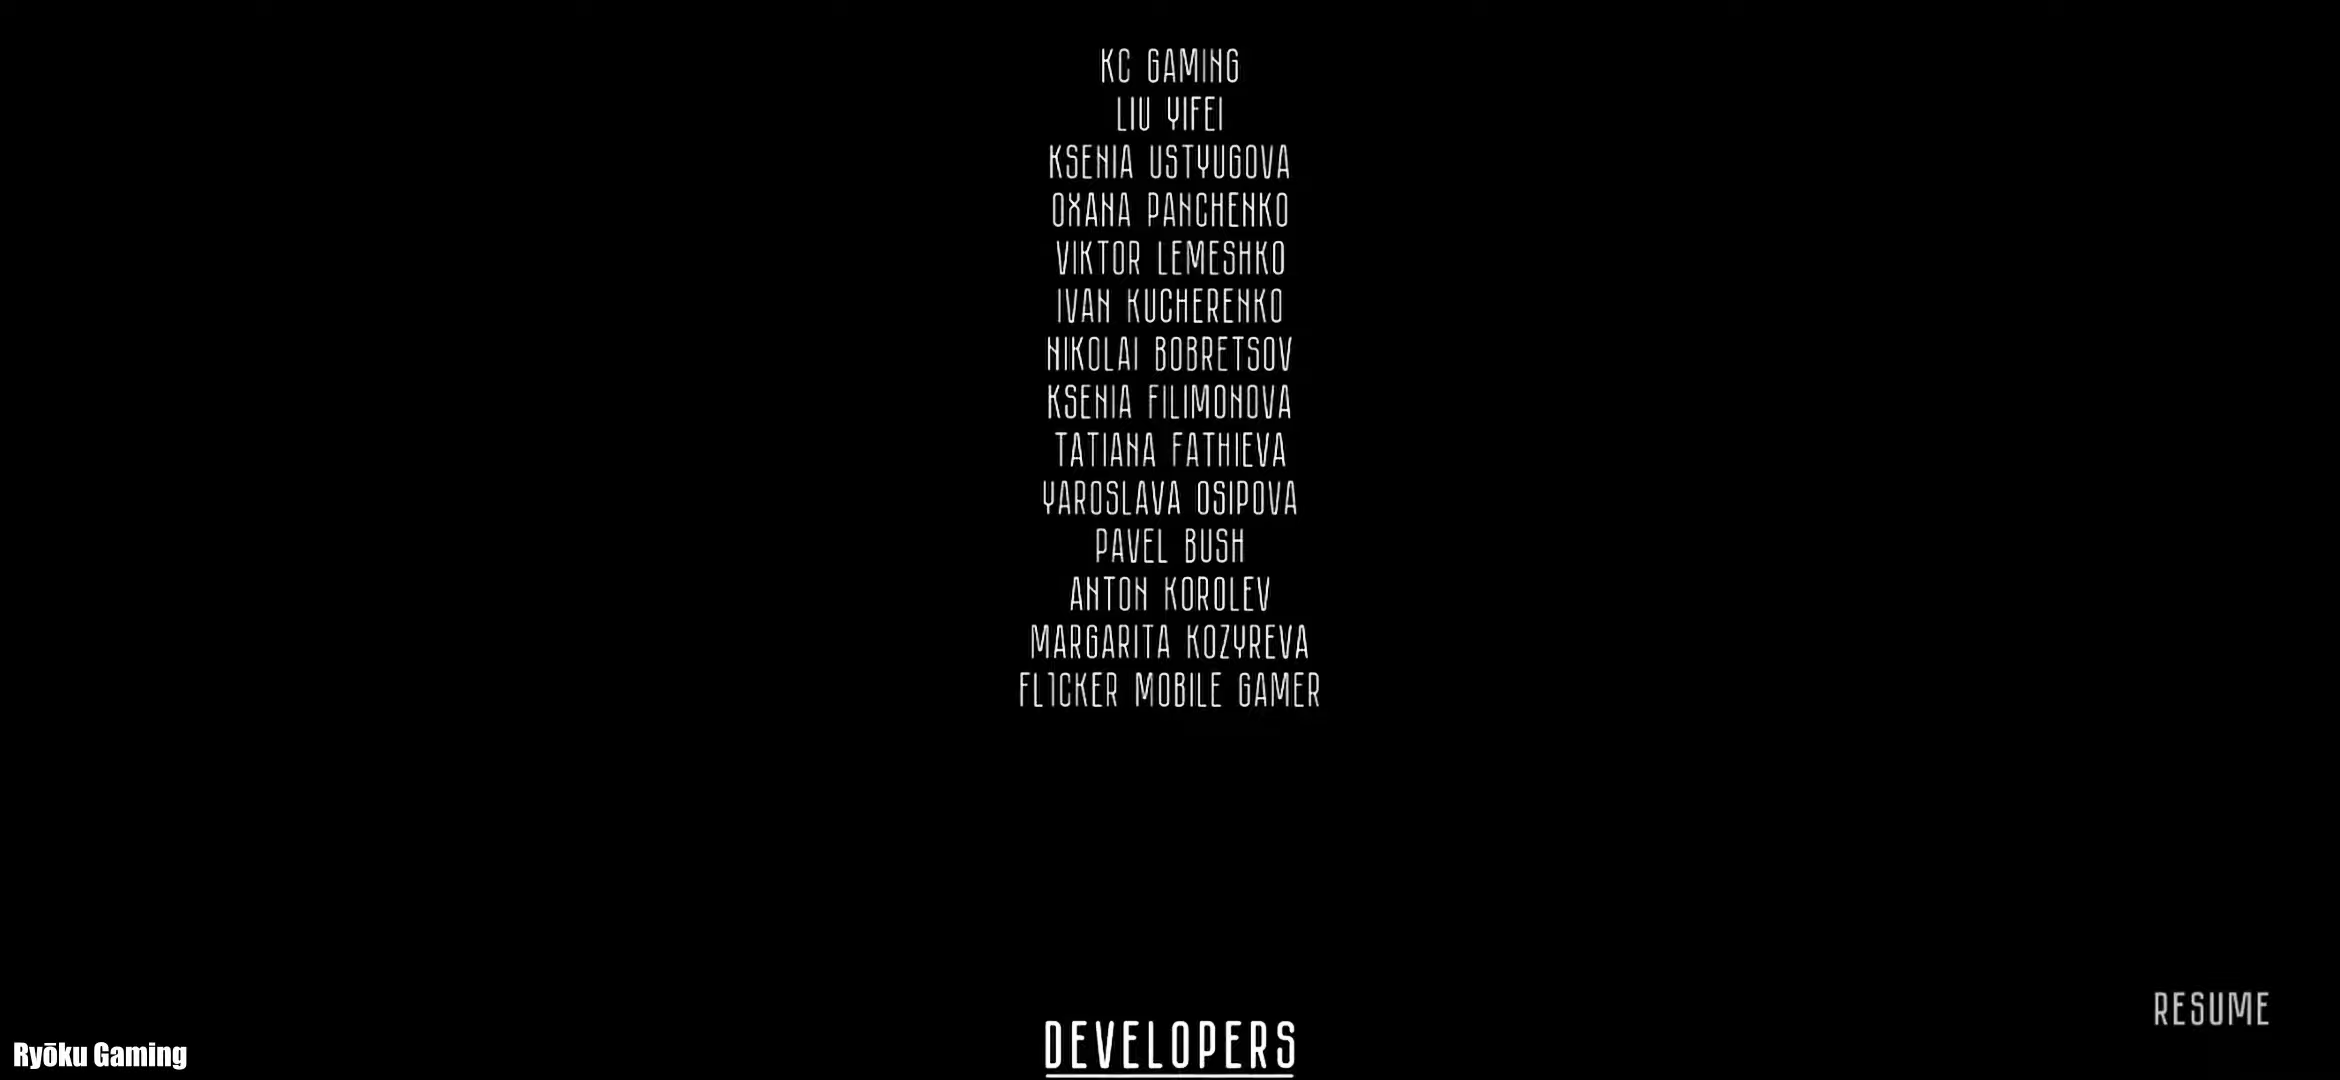 KC GAMING
LIU YIFEI
KSENIA USTYUGOVA
OXANA PANCHENKO
VIKTOR LEMESHKO
IVAN KUCHERENKO
NIKOLAI BOBRETSOV
KSENIA FILIMONOVA
TATIANA FATHIEVA
YAROSLAVA OSIPOVA
PAVEL BUSH
ANTON KOROLEV
MARGARITA KOZYREVA
FL1CKER MOBILE GAMER
RESUME
DEVELOPERS
Ryōku Gaming